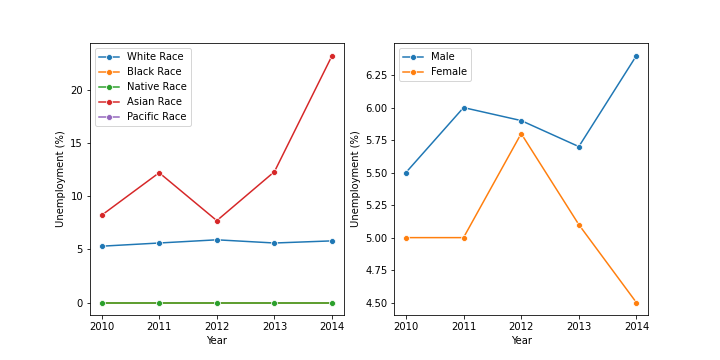 White Race
Black Race
Native Race
Asian Race
Pacific Race
Unemployment (%)
20
15
10
5
0
2010 2011 2012 2013 2014
Year
Male
Female
Unemployment (%)
6.25
6.00
5.75
5.50
5.25
5.00
4.75
4.50
2010 2011 2012 2013 2014
Year